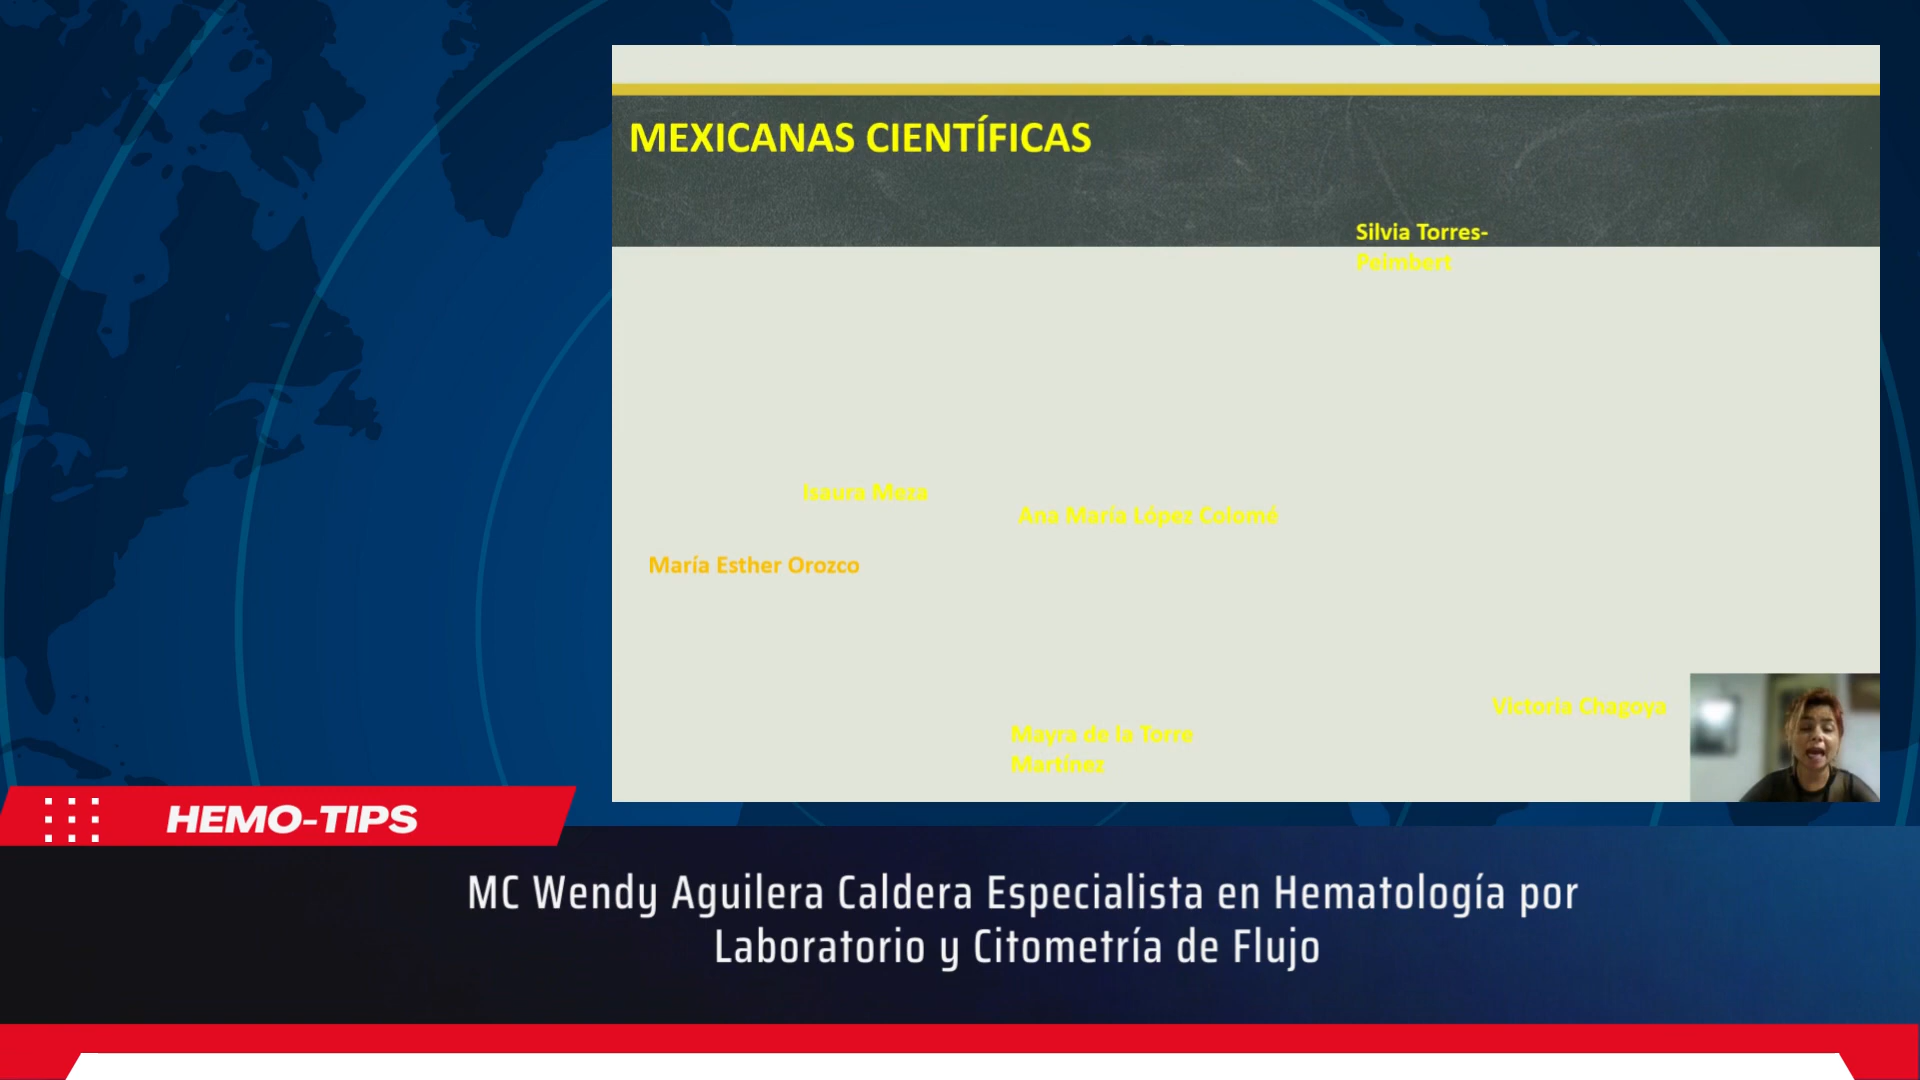 MEXICANAS CIENTÍFICAS
Silvia Torres-
Peimbert
Isaura Meza
Ana María López Colomé
María Esther Orozco
Victoria Chagoya
Mayra de la Torre
Martínez
HEMO-TIPS
MC Wendy Aguilera Caldera Especialista en Hematología por
Laboratorio y Citometría de Flujo